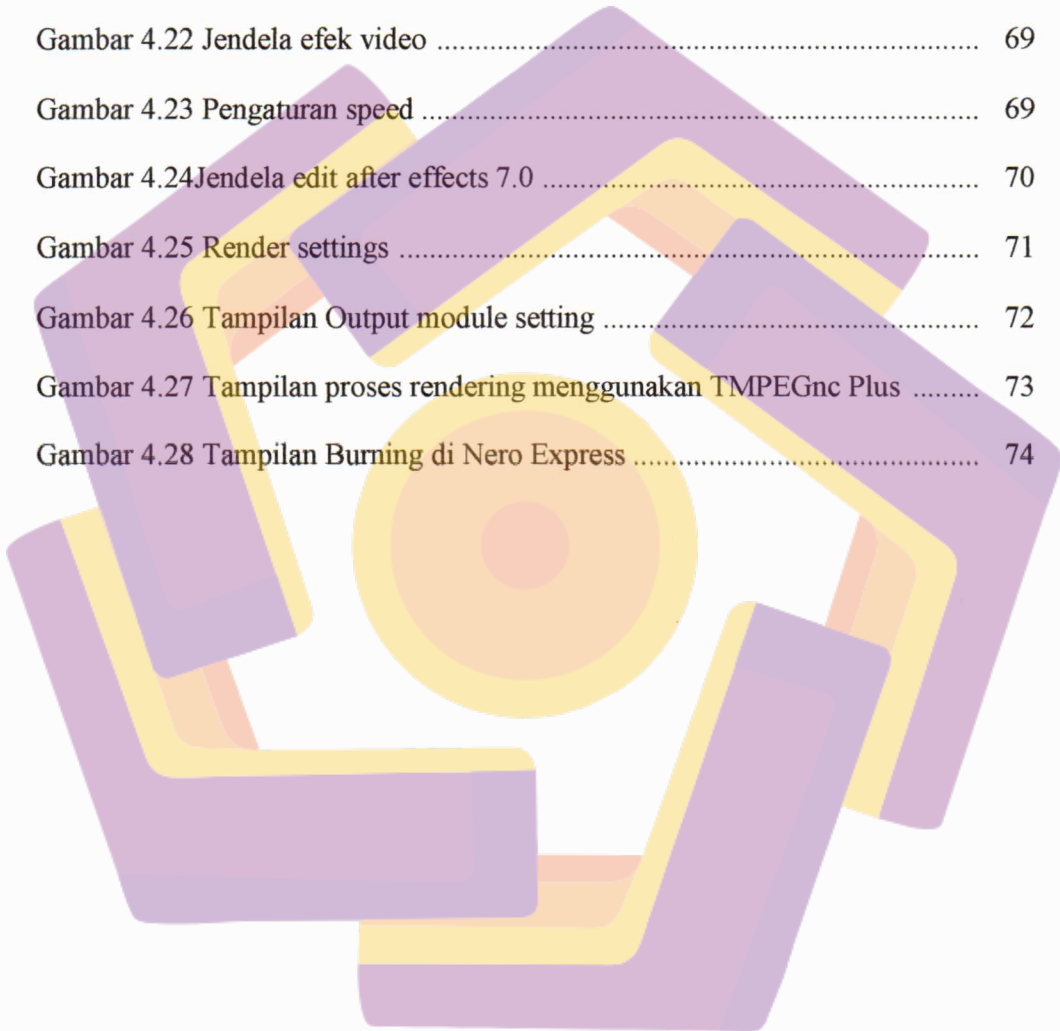 Gambar 4.22 Jendela efek video ................................................................................ 69
Gambar 4.23 Pengaturan speed .................................................................................. 69
Gambar 4.24Jendela edit after effects 7.0 ................................................................. 70
Gambar 4.25 Render settings ..................................................................................... 71
Gambar 4.26 Tampilan Output module setting ........................................................ 72
Gambar 4.27 Tampilan proses rendering menggunakan TMPEGnc Plus ......... 73
Gambar 4.28 Tampilan Burning di Nero Express ................................................... 74